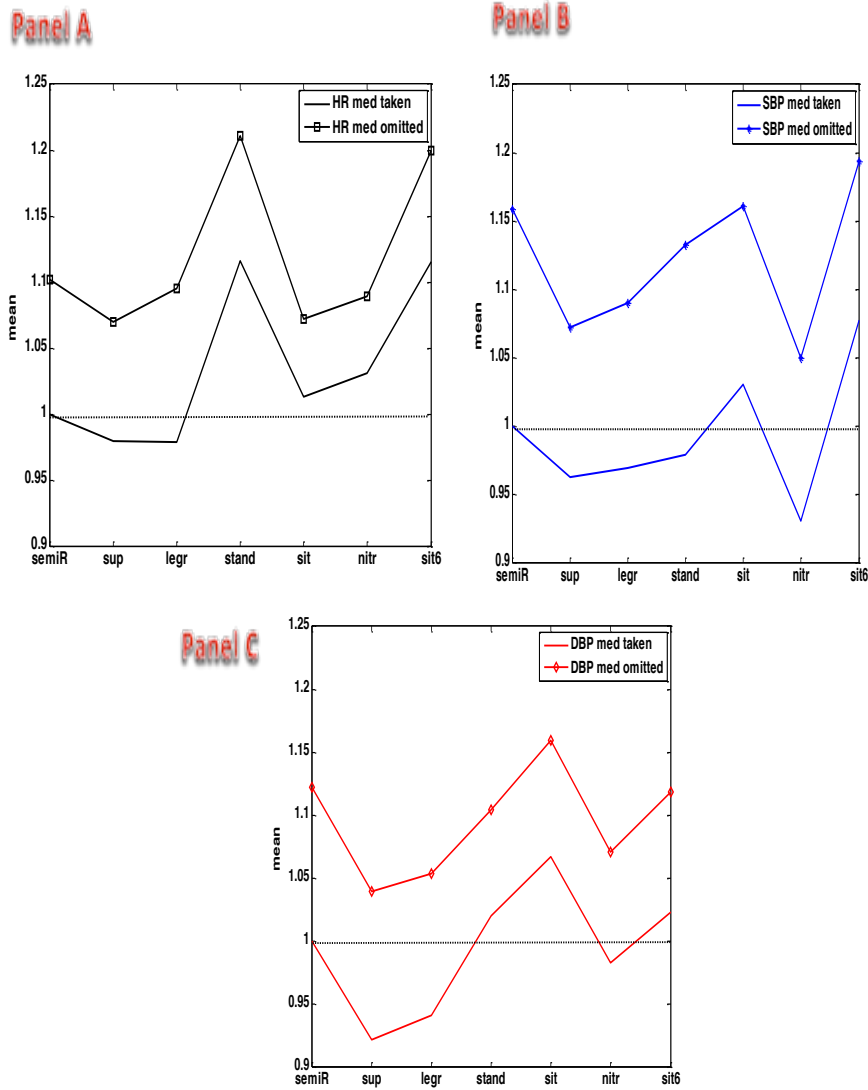 Panel A
Panel B
1.25
1.2
1.15
1.1
1.05
1
0.95
0.9
mean
HR med taken
HR med omitted
semiR sup legr stand sit nitr sit6
1.25
1.2
1.15
1.1
1.05
1
0.95
0.9
mean
SBP med taken
SBP med omitted
semiR sup legr stand sit nitr sit6
Panel C
1.25
1.2
1.15
1.1
1.05
1
0.95
0.9
mean
DBP med taken
DBP med omitted
semiR sup legr stand sit nitr sit6